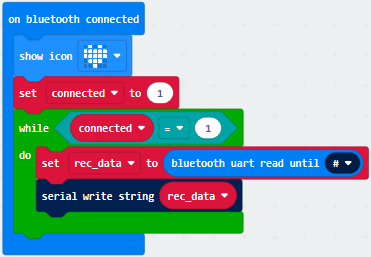 on bluetooth connected
show icon
set connected to 1
while connected = 1
do set rec_data to bluetooth uart read until #
serial write string rec_data